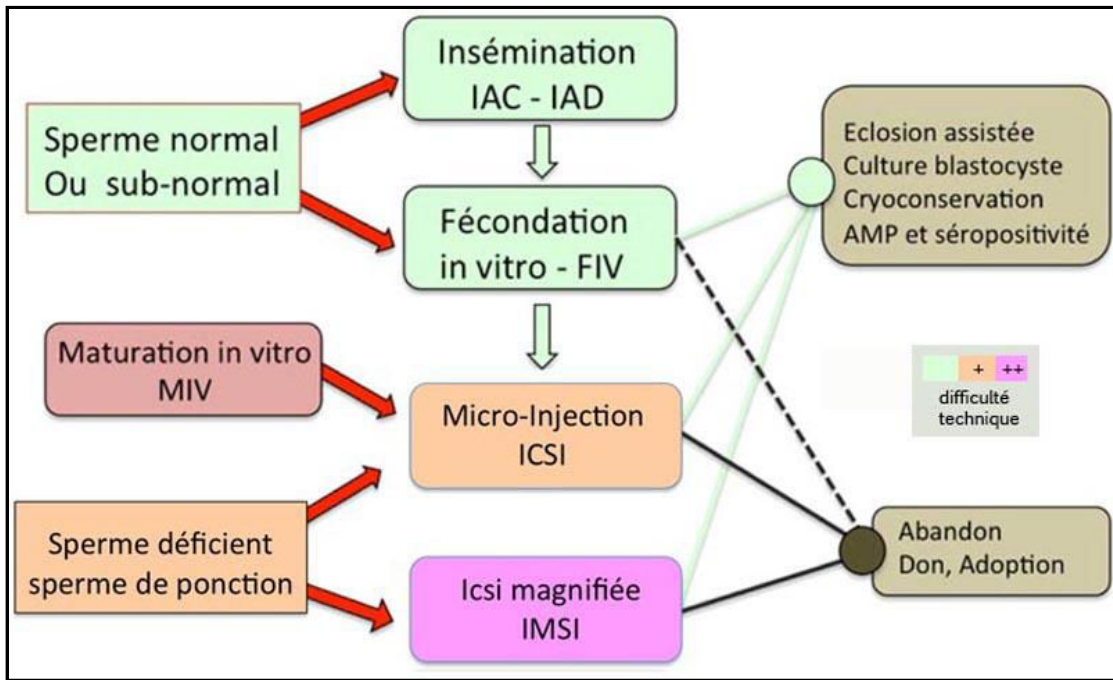 Insémination
IAC - IAD
Sperme normal
Ou sub-normal
Fécondation
in vitro - FIV
Eclosion assistée
Culture blastocyste
Cryoconservation
AMP et séropositivité
Maturation in vitro
MIV
Micro-Injection
ICSI
+ ++
difficulté
technique
Sperme déficient
sperme de ponction
Icsi magnifiée
IMSI
Abandon
Don, Adoption